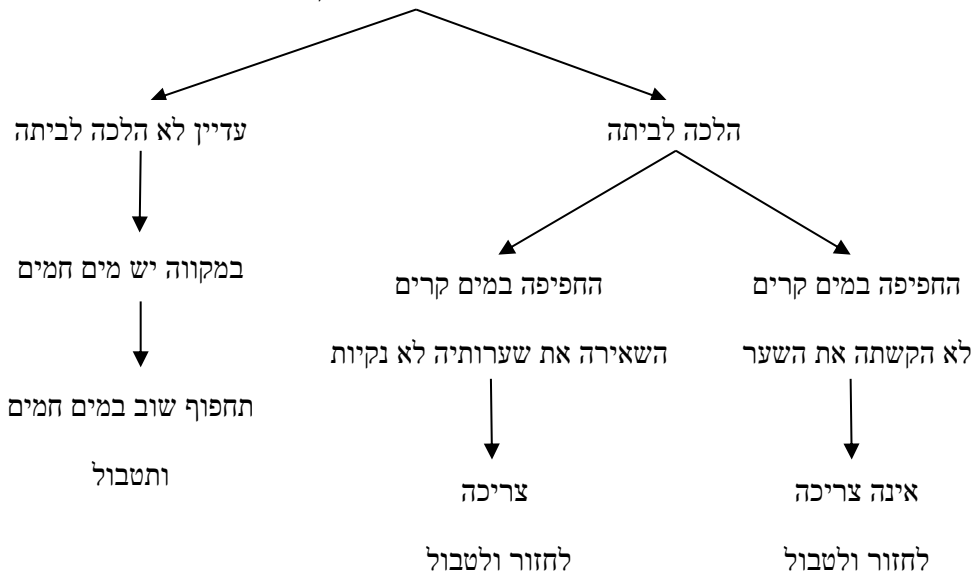 הלכה לביתה
עדיין לא הלכה לביתה
החפיפה במים קרים
לא הקשתה את השער
אינה צריכה
לחזור ולטבול
החפיפה במים קרים
השאירה את שערותיה לא נקיות
צריכה
לחזור ולטבול
במקווה יש מים חמים
תחפוף שוב במים חמים
ותטבול